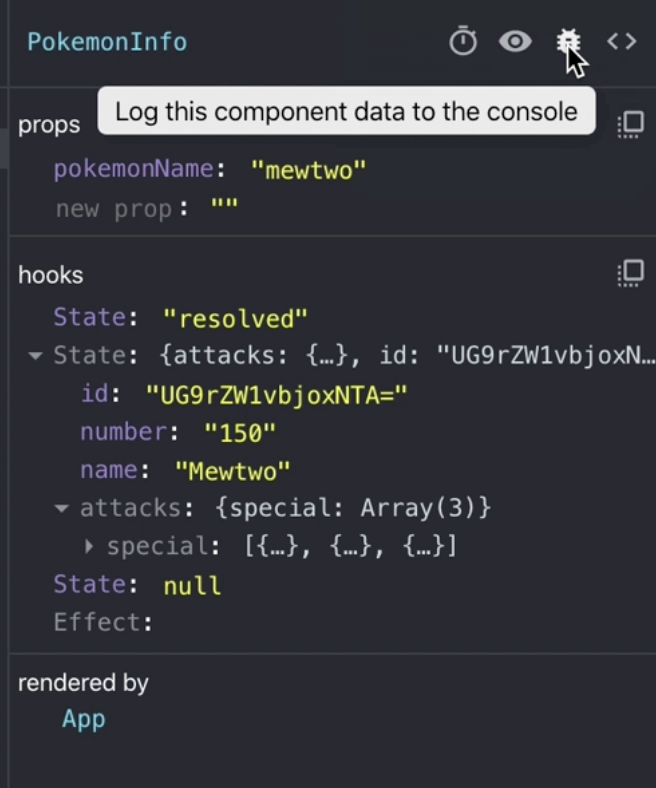 PokemonInfo
Log this component data to the console
props
pokemonName: "mewtwo"
new prop: ""
hooks
State: "resolved"
State: {attacks: {…}, id: "UG9rZW1vbjoxN…
id: "UG9rZW1vbjoxNTA="
number: "150"
name: "Mewtwo"
attacks: {special: Array(3)}
special: [{…}, {…}, {…}]
State: null
Effect:
rendered by
App